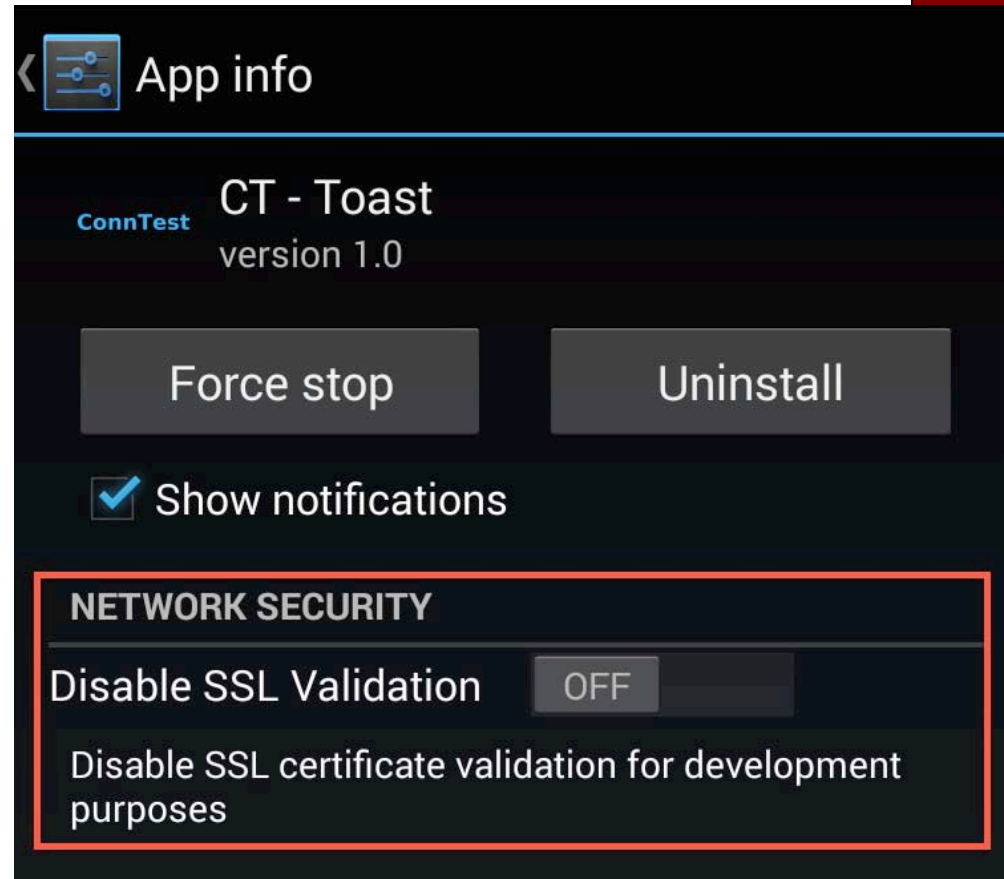 App info
ConnTest
CT - Toast
version 1.0
Force stop
Uninstall
Show notifications
NETWORK SECURITY
Disable SSL Validation OFF
Disable SSL certificate validation for development
purposes